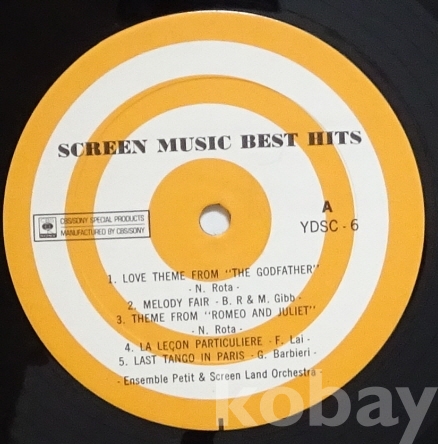 SCREEN MUSIC BEST HITS
CBS/SONY SPECIAL PRODUCTS
MANUFACTURED BY CBS/SONY
A
YDSC - 6
1. LOVE THEME FROM "THE GODFATHER"
- N. Rota -
2. MELODY FAIR - B. R & M. Gibb -
3. THEME FROM "ROMEO AND JULIET"
- N. Rota -
4. LA LEÇON PARTICULIERE - F. Lai -
5. LAST TANGO IN PARIS - G. Barbieri -
- Ensemble Petit & Screen Land Orchestra -
kobay